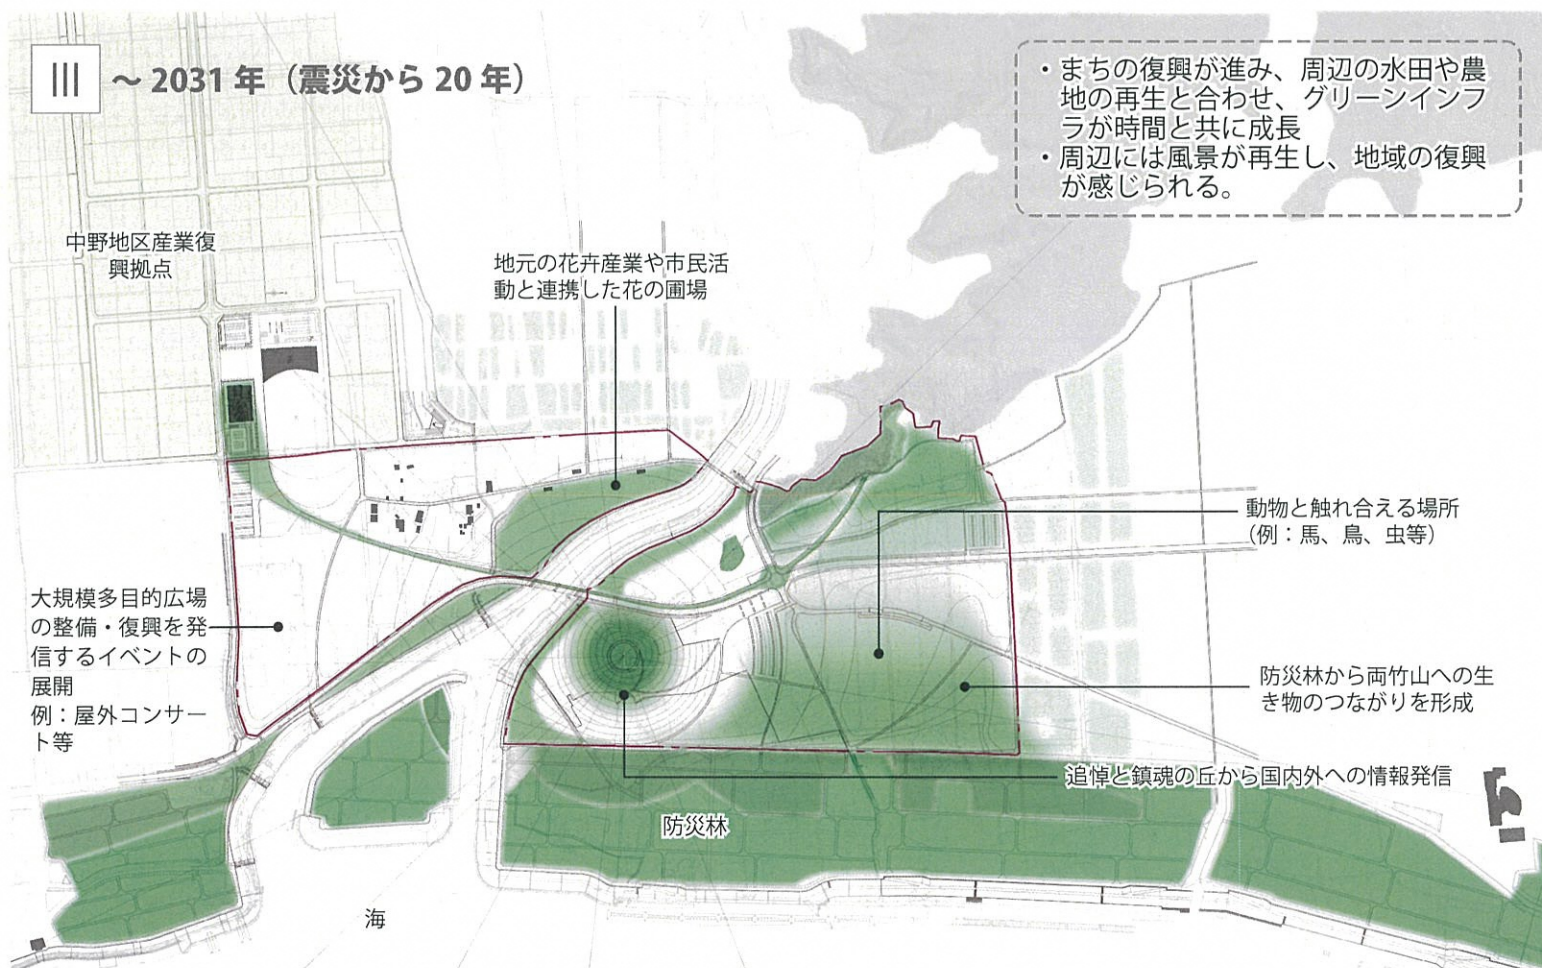 III ～ 2031 年（震災から 20 年）
・まちの復興が進み、周辺の水田や農
地の再生と合わせ、グリーンインフ
ラが時間と共に成長
・周辺には風景が再生し、地域の復興
が感じられる。
中野地区産業復
興拠点
地元の花卉産業や市民活
動と連携した花の圃場
動物と触れ合える場所
（例：馬、鳥、虫等）
大規模多目的広場
の整備・復興を発
信するイベントの
展開
例：屋外コンサー
ト等
防災林から両竹山への生
き物のつながりを形成
追悼と鎮魂の丘から国内外への情報発信
防災林
海